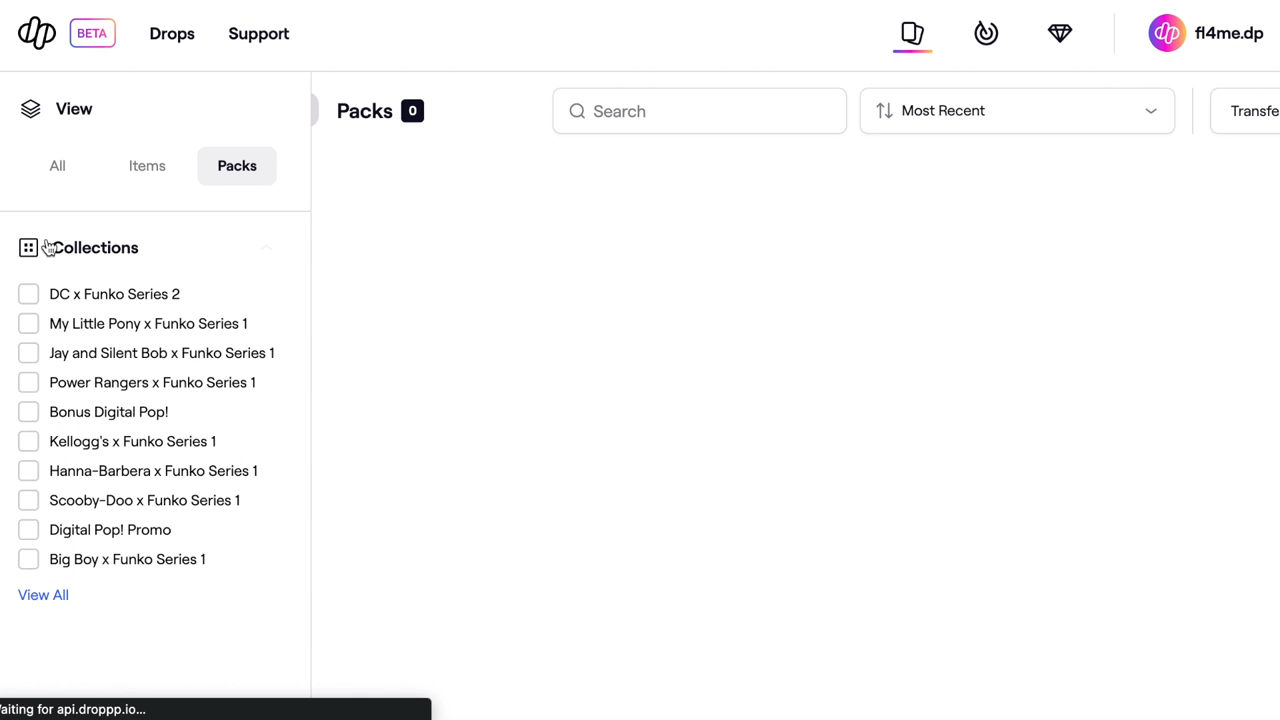 BETA
Drops
Support
fl4me.dp
View
All
Items
Packs
Collections
DC x Funko Series 2
My Little Pony x Funko Series 1
Jay and Silent Bob x Funko Series 1
Power Rangers x Funko Series 1
Bonus Digital Pop!
Kellogg's x Funko Series 1
Hanna-Barbera x Funko Series 1
Scooby-Doo x Funko Series 1
Digital Pop! Promo
Big Boy x Funko Series 1
View All
Packs 0
Search
Most Recent
Transfe
aiting for api.droppp.io...